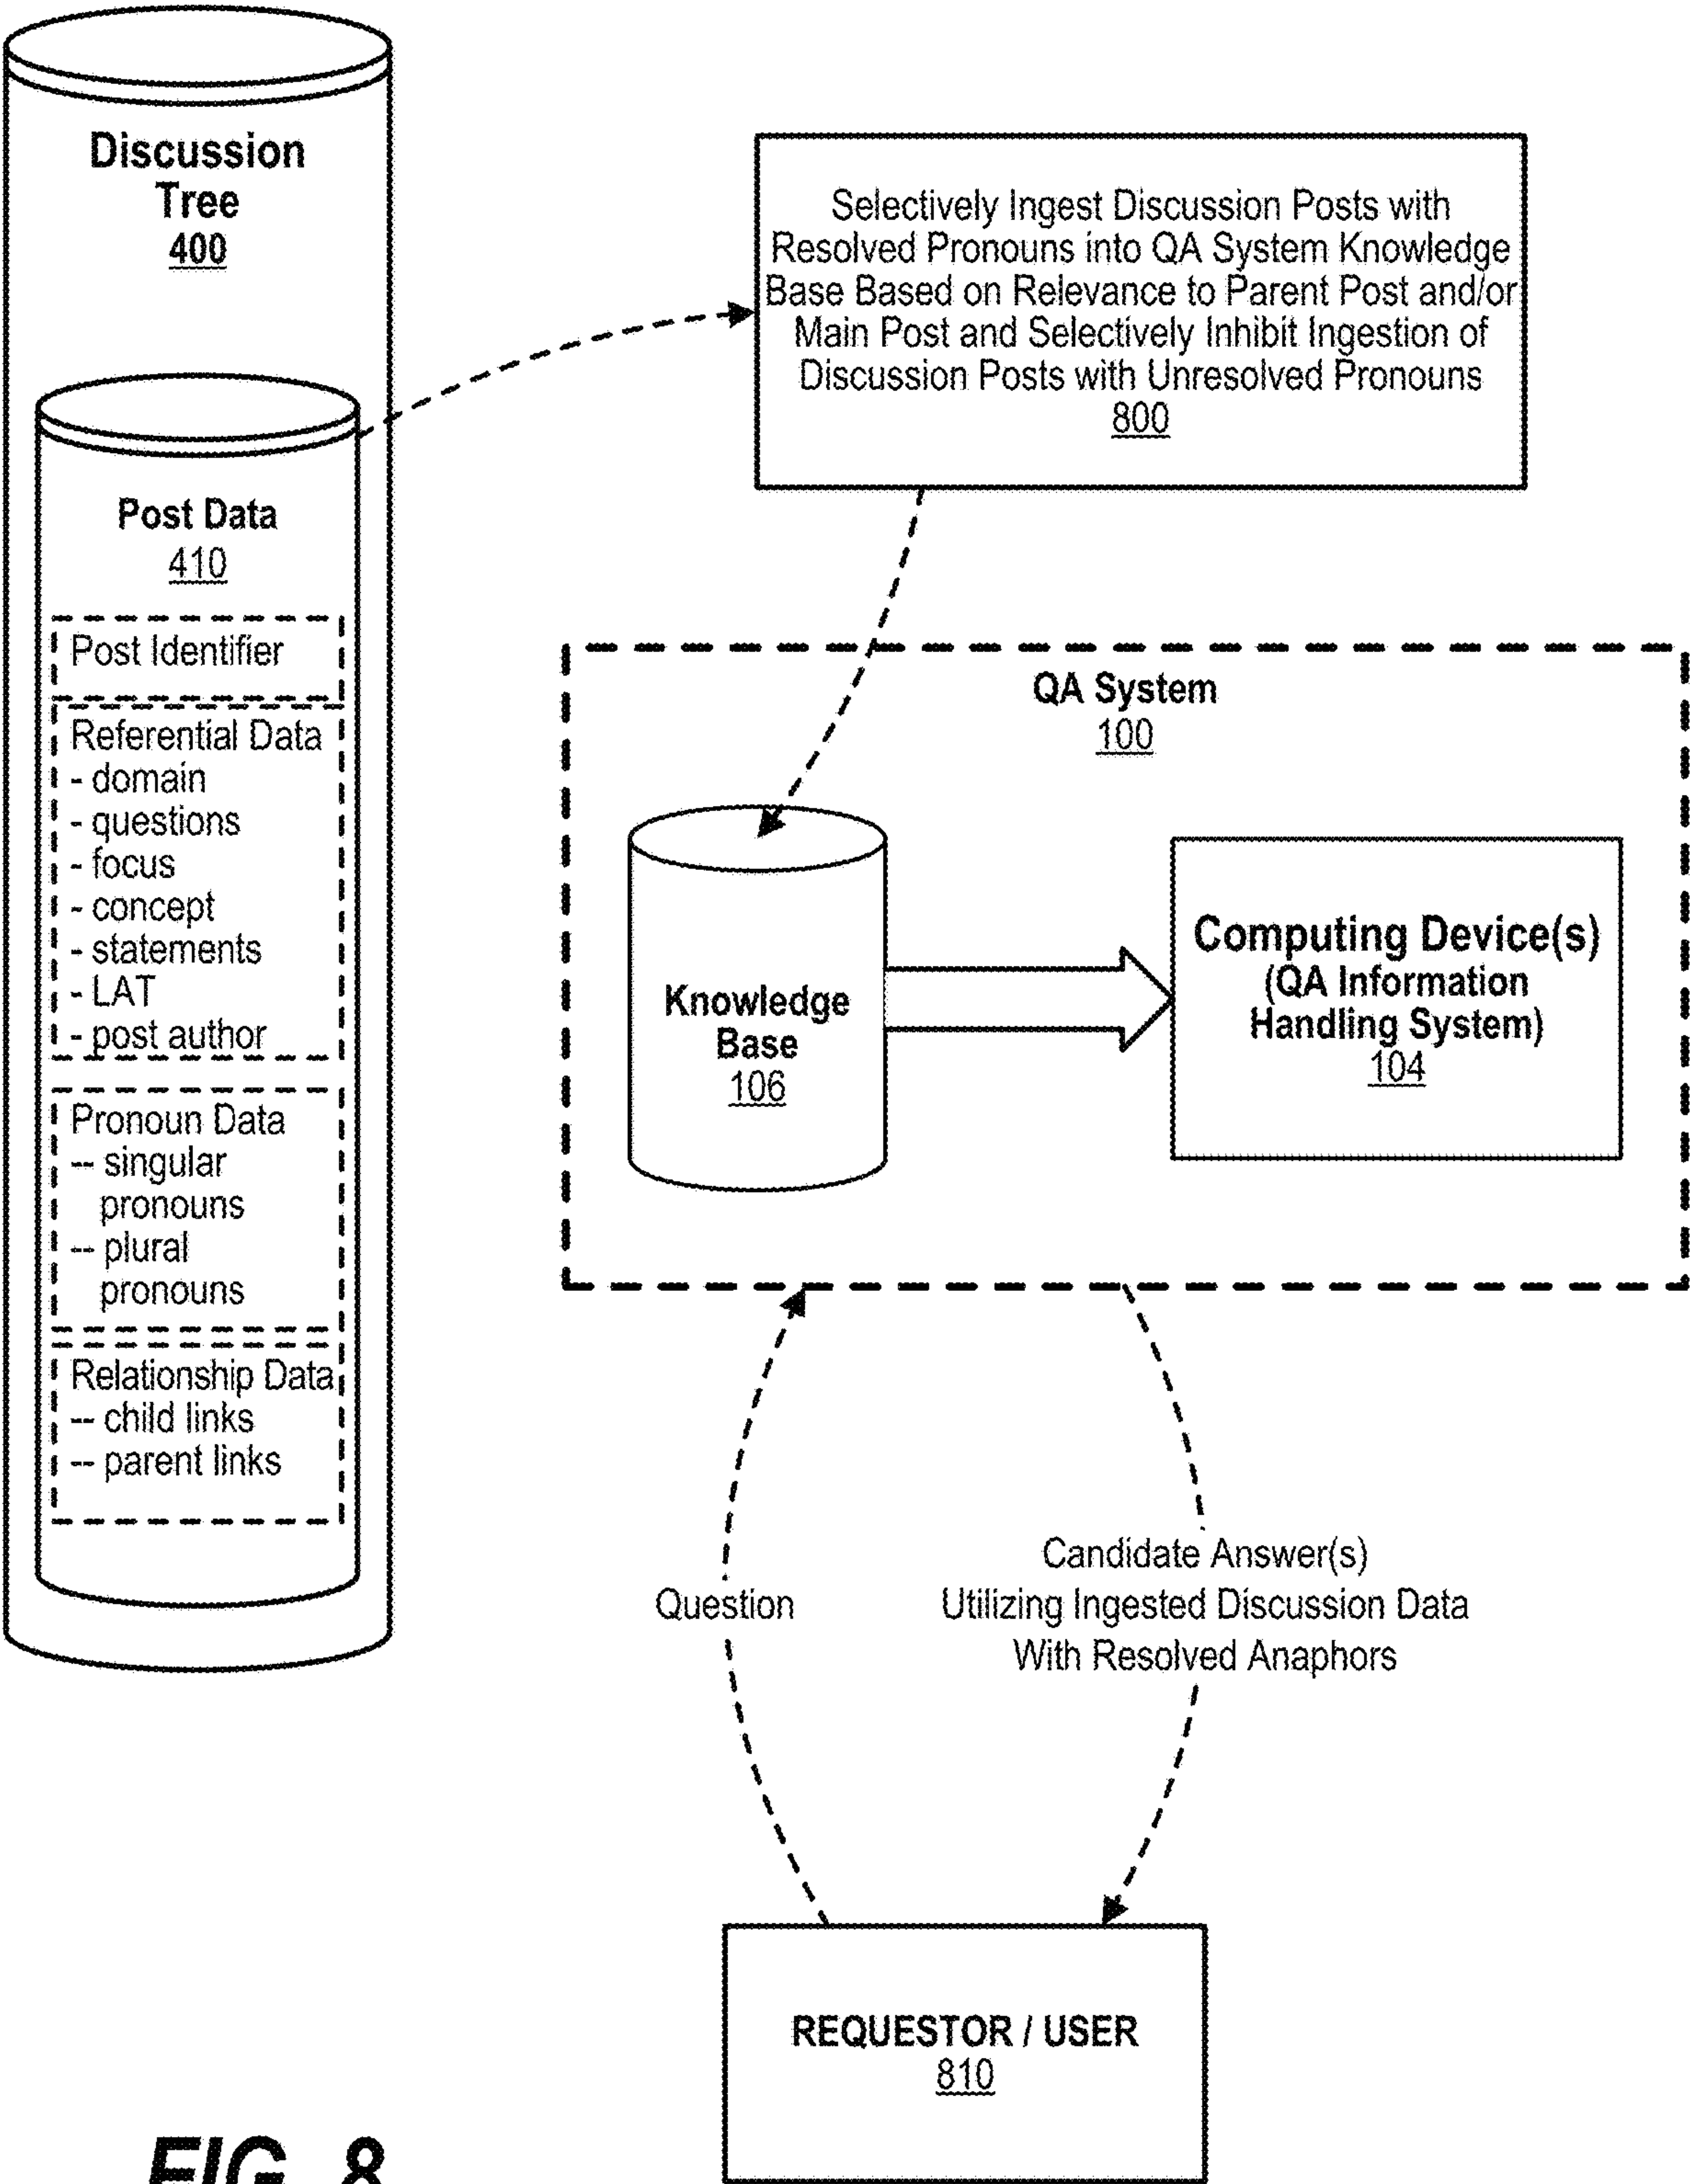 Discussion
Tree
400
Post Data
410
Post Identifier
Referential Data
- domain
- questions
- focus
- concept
- statements
- LAT
- post author
Pronoun Data
-- singular
pronouns
-- plural
pronouns
Relationship Data
-- child links
-- parent links
Selectively Ingest Discussion Posts with
Resolved Pronouns into QA System Knowledge
Base Based on Relevance to Parent Post and/or
Main Post and Selectively Inhibit Ingestion of
Discussion Posts with Unresolved Pronouns
800
QA System
100
Knowledge
Base
106
Computing Device(s)
(QA Information
Handling System)
104
Question
Candidate Answer(s)
Utilizing Ingested Discussion Data
With Resolved Anaphors
REQUESTOR / USER
810
FIG. 8